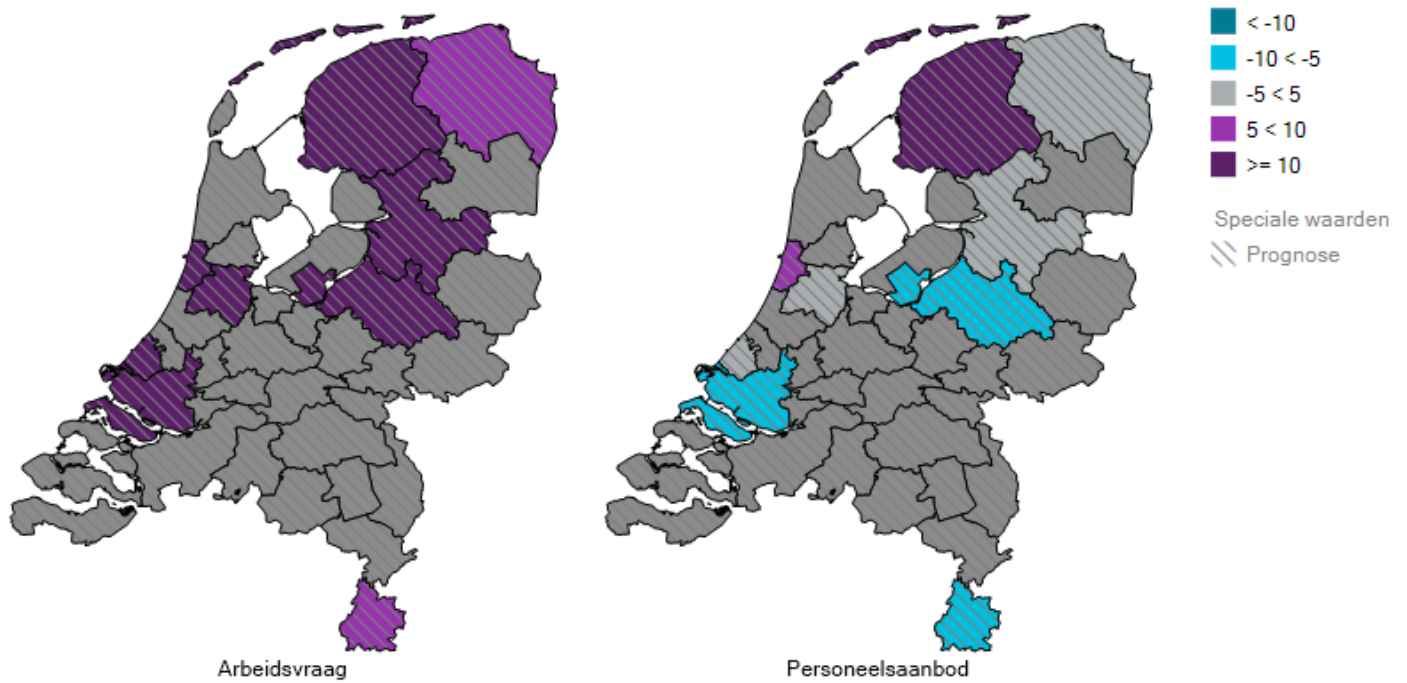 < -10
-10 < -5
-5 < 5
5 < 10
>= 10
Speciale waarden
Prognose
Arbeidsvraag
Personeelsaanbod